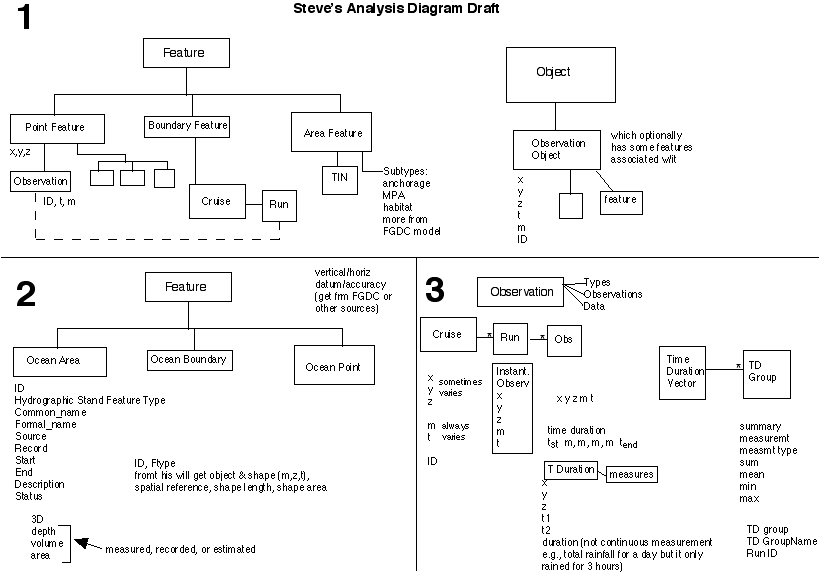 Steve's Analysis Diagram Draft
1
Feature
Point Feature
Boundary Feature
Area Feature
x,y,z
Observation
ID, t, m
Cruise
Run
TIN
Subtypes:
anchorage
MPA
habitat
more from
FGDC model
Object
Observation
Object
which optionally
has some features
associated w/it
x
y
z
t
m
ID
feature
2
Feature
vertical/horiz
datum/accuracy
(get frm FGDC or
other sources)
Ocean Area
Ocean Boundary
Ocean Point
ID
Hydrographic Stand Feature Type
Common_name
Formal_name
Source
Record
Start
End
Description
Status
ID, Ftype
fromt his will get object & shape (m,z,t),
spatial reference, shape length, shape area
3D
depth
volume
area
measured, recorded, or estimated
3
Observation
Types
Observations
Data
Cruise
*
Run
*
Obs
x
y
z
sometimes
varies
m
t
always
varies
ID
Instant.
Observ
x
y
z
m
t
x y z m t
time duration
tst m, m, m, m tend
T Duration
measures
x
y
z
t1
t2
duration (not continuous measurement
e.g., total rainfall for a day but it only
rained for 3 hours)
Time
Duration
Vector
*
TD
Group
summary
measuremt
measmt type
sum
mean
min
max
TD group
TD GroupName
Run ID